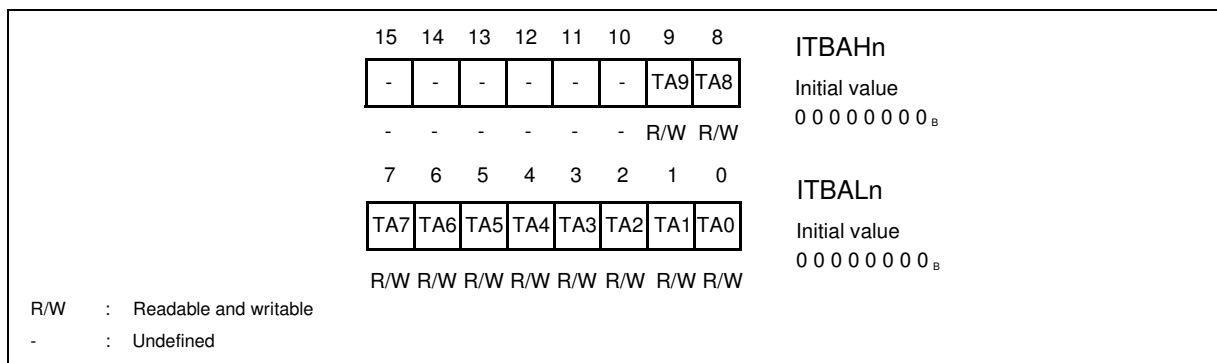 15 14 13 12 11 10 9 8
ITBAHn
- - - - - - TA9 TA8
Initial value
0 0 0 0 0 0 0 0 B
- - - - - - R/W R/W
7 6 5 4 3 2 1 0
ITBALn
TA7 TA6 TA5 TA4 TA3 TA2 TA1 TA0
Initial value
0 0 0 0 0 0 0 0 B
R/W R/W R/W R/W R/W R/W R/W R/W
R/W : Readable and writable
- : Undefined